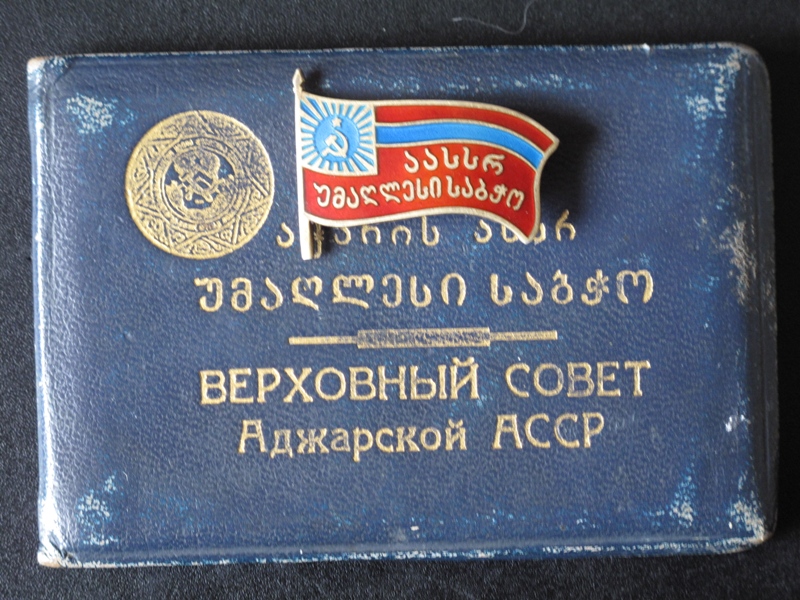 ᲐᲐᲡᲡᲠ
ᲣᲛᲐᲦᲚᲔᲡᲘ ᲡᲐᲑᲭᲝ
ᲐᲭᲐᲠᲘᲡ ᲐᲡᲡᲠ
ᲣᲛᲐᲦᲚᲔᲡᲘ ᲡᲐᲑᲭᲝ
ВЕРХОВНЫЙ СОВЕТ
Аджарской АССР